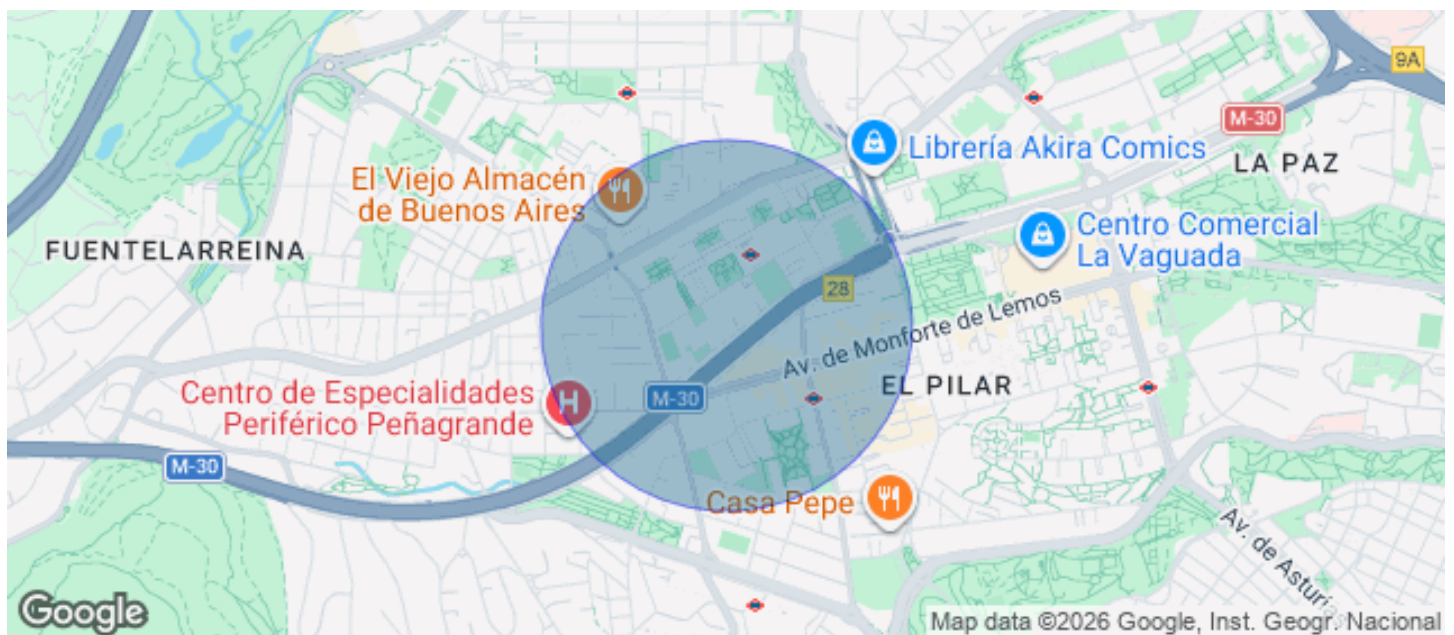 9A
M-30
Librería Akira Comics
LA PAZ
El Viejo Almacén
de Buenos Aires
Centro Comercial
La Vaguada
FUENTELARREINA
28
Av. de Monforte de Lemos
Centro de Especialidades
Periférico Peñagrande
H
M-30
EL PILAR
M-30
Casa Pepe
Av. de Asturias
Google
Map data ©2026 Google, Inst. Geogr. Nacional